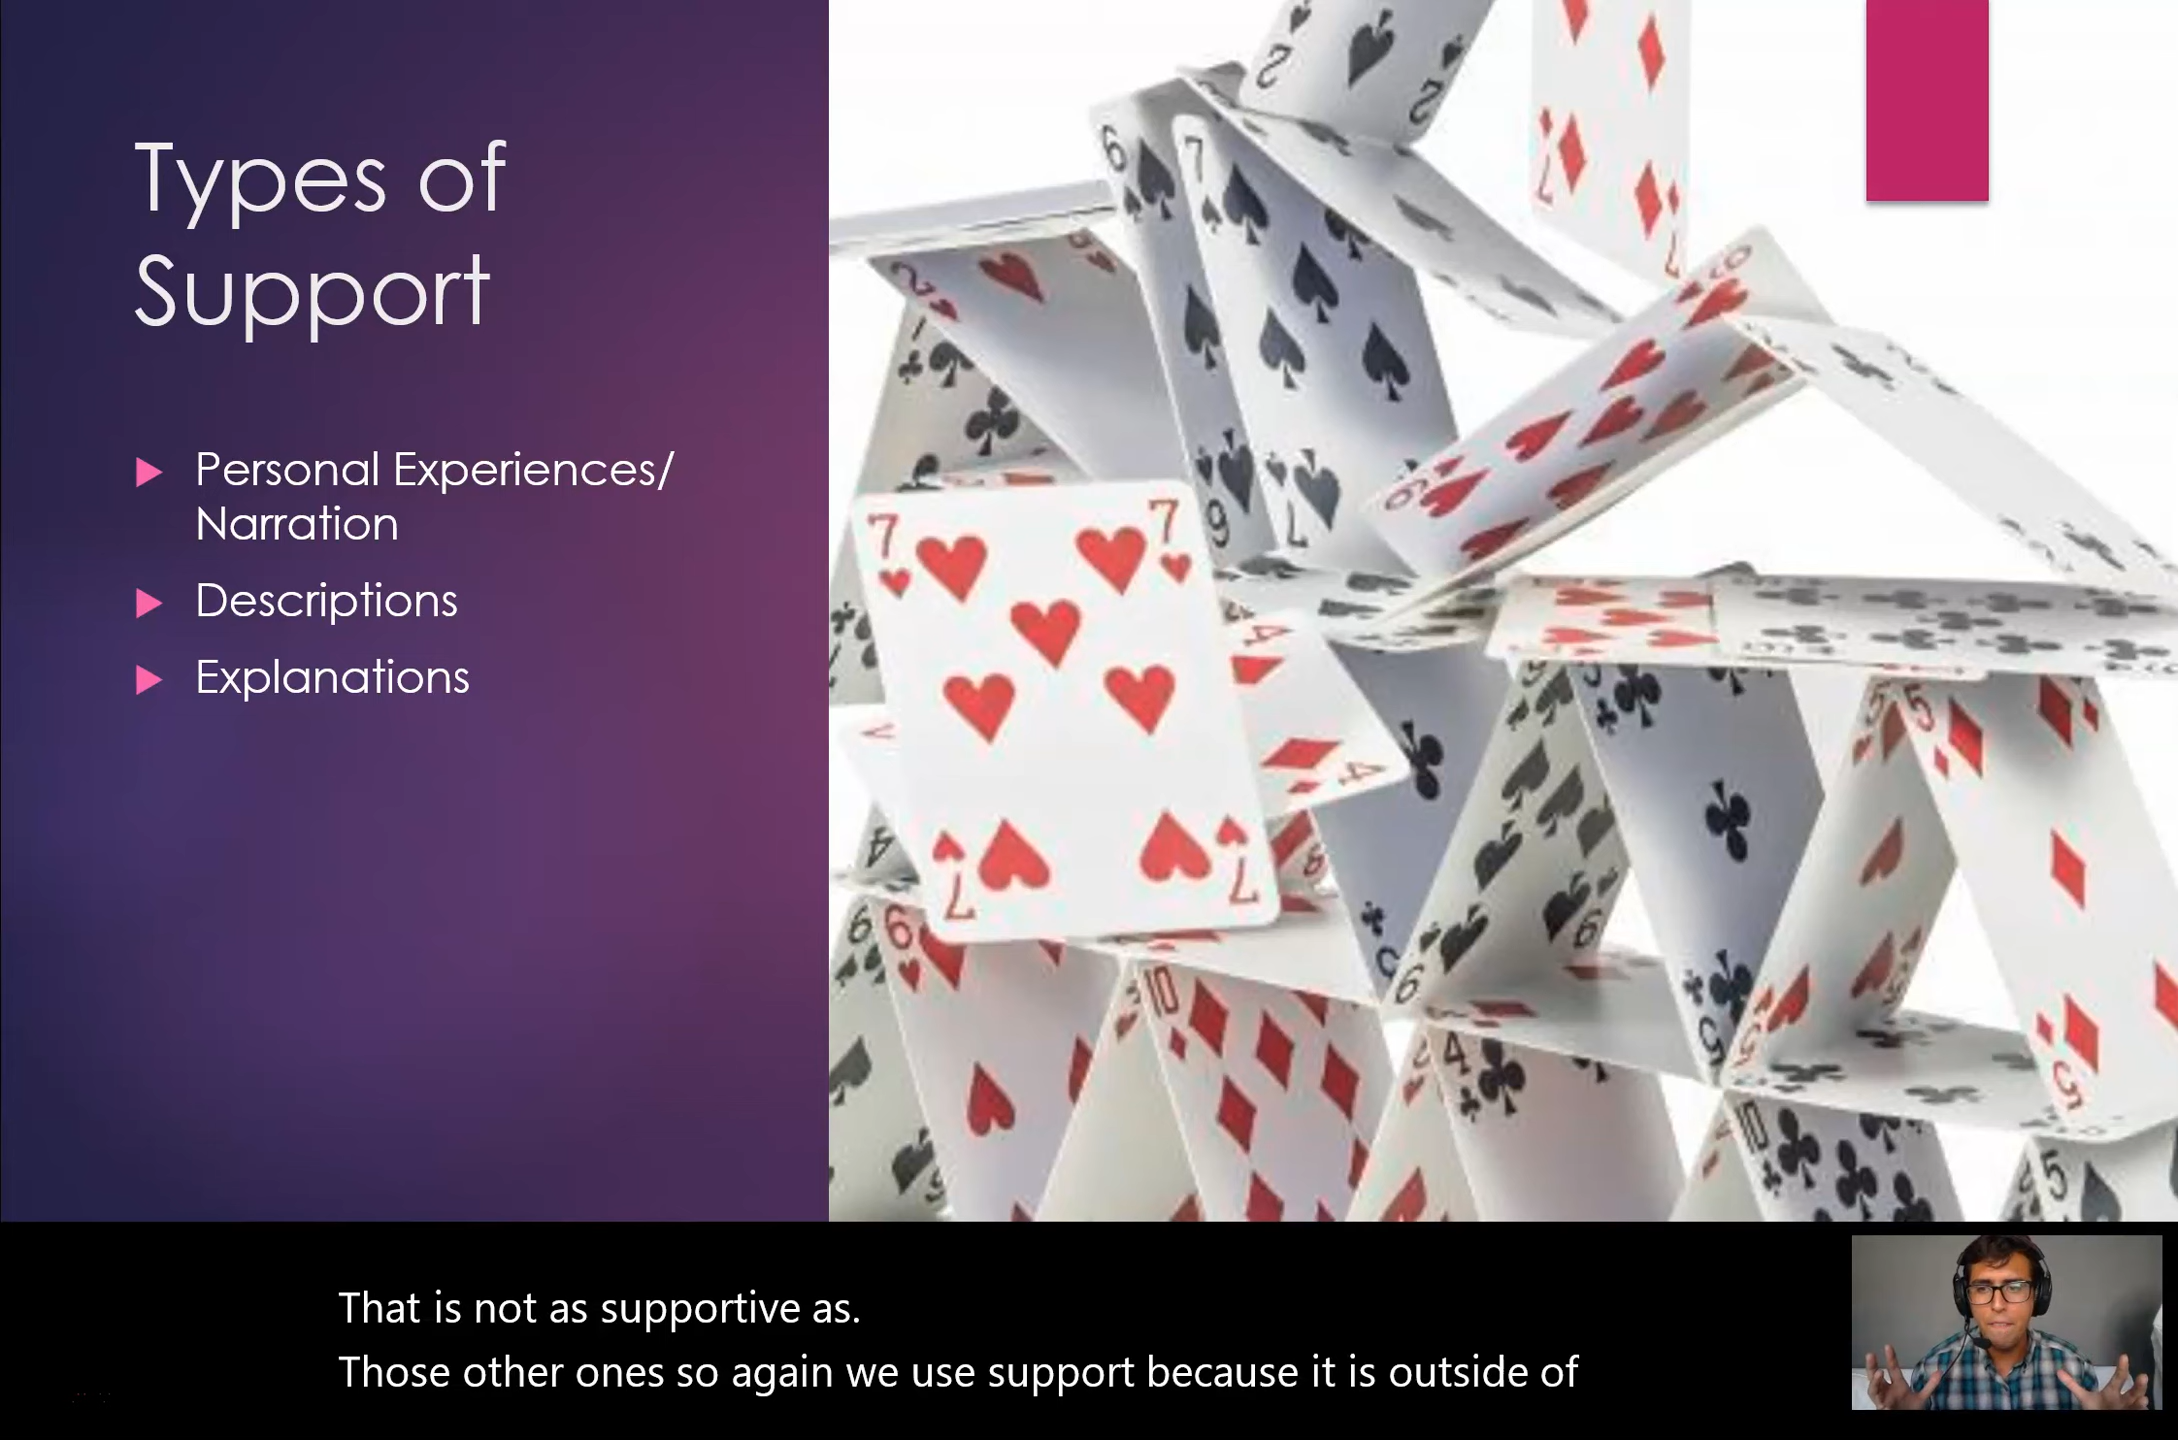 Types of
Support
Personal Experiences/
Narration
Descriptions
Explanations
That is not as supportive as.
Those other ones so again we use support because it is outside of